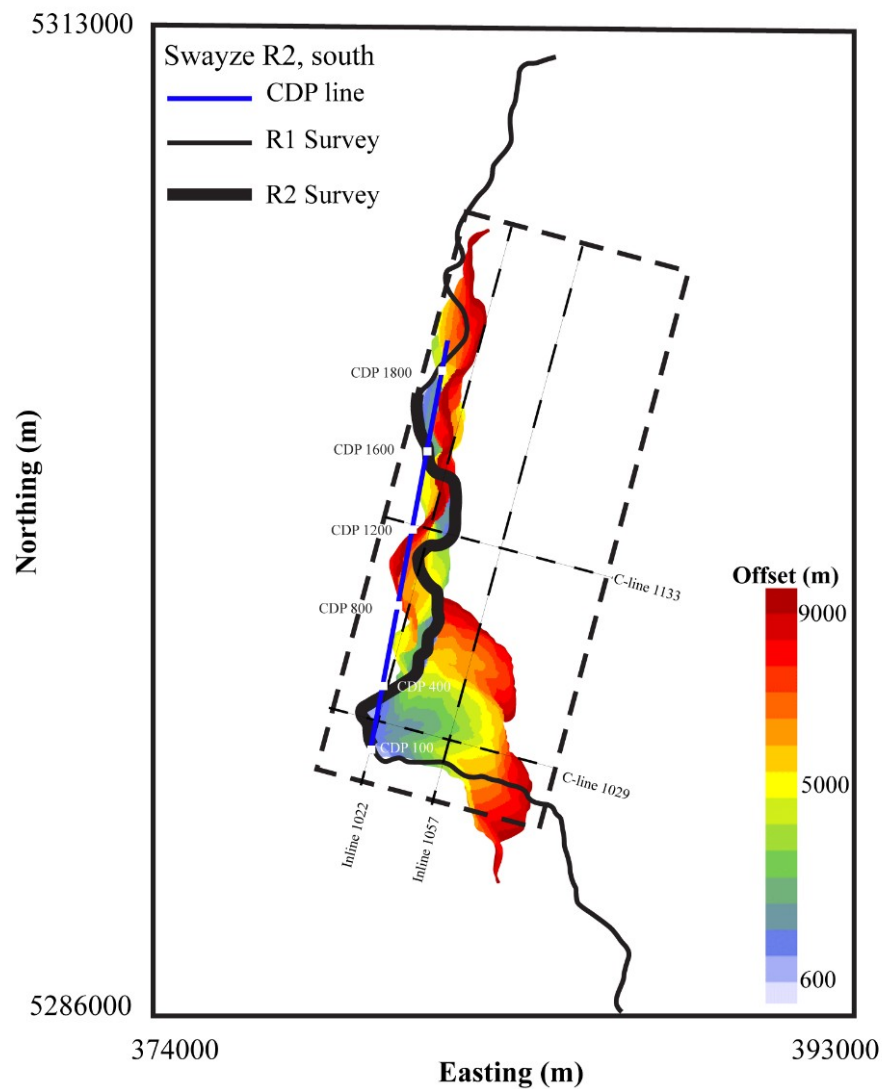 5313000
Swayze R2, south
CDP line
R1 Survey
R2 Survey
CDP 1800
CDP 1600
CDP 1200
C-line 1133
Offset (m)
9000
CDP 800
CDP 400
CDP 100
C-line 1029
5000
Inline 1022
Inline 1057
600
Northing (m)
5286000
374000
393000
Easting (m)